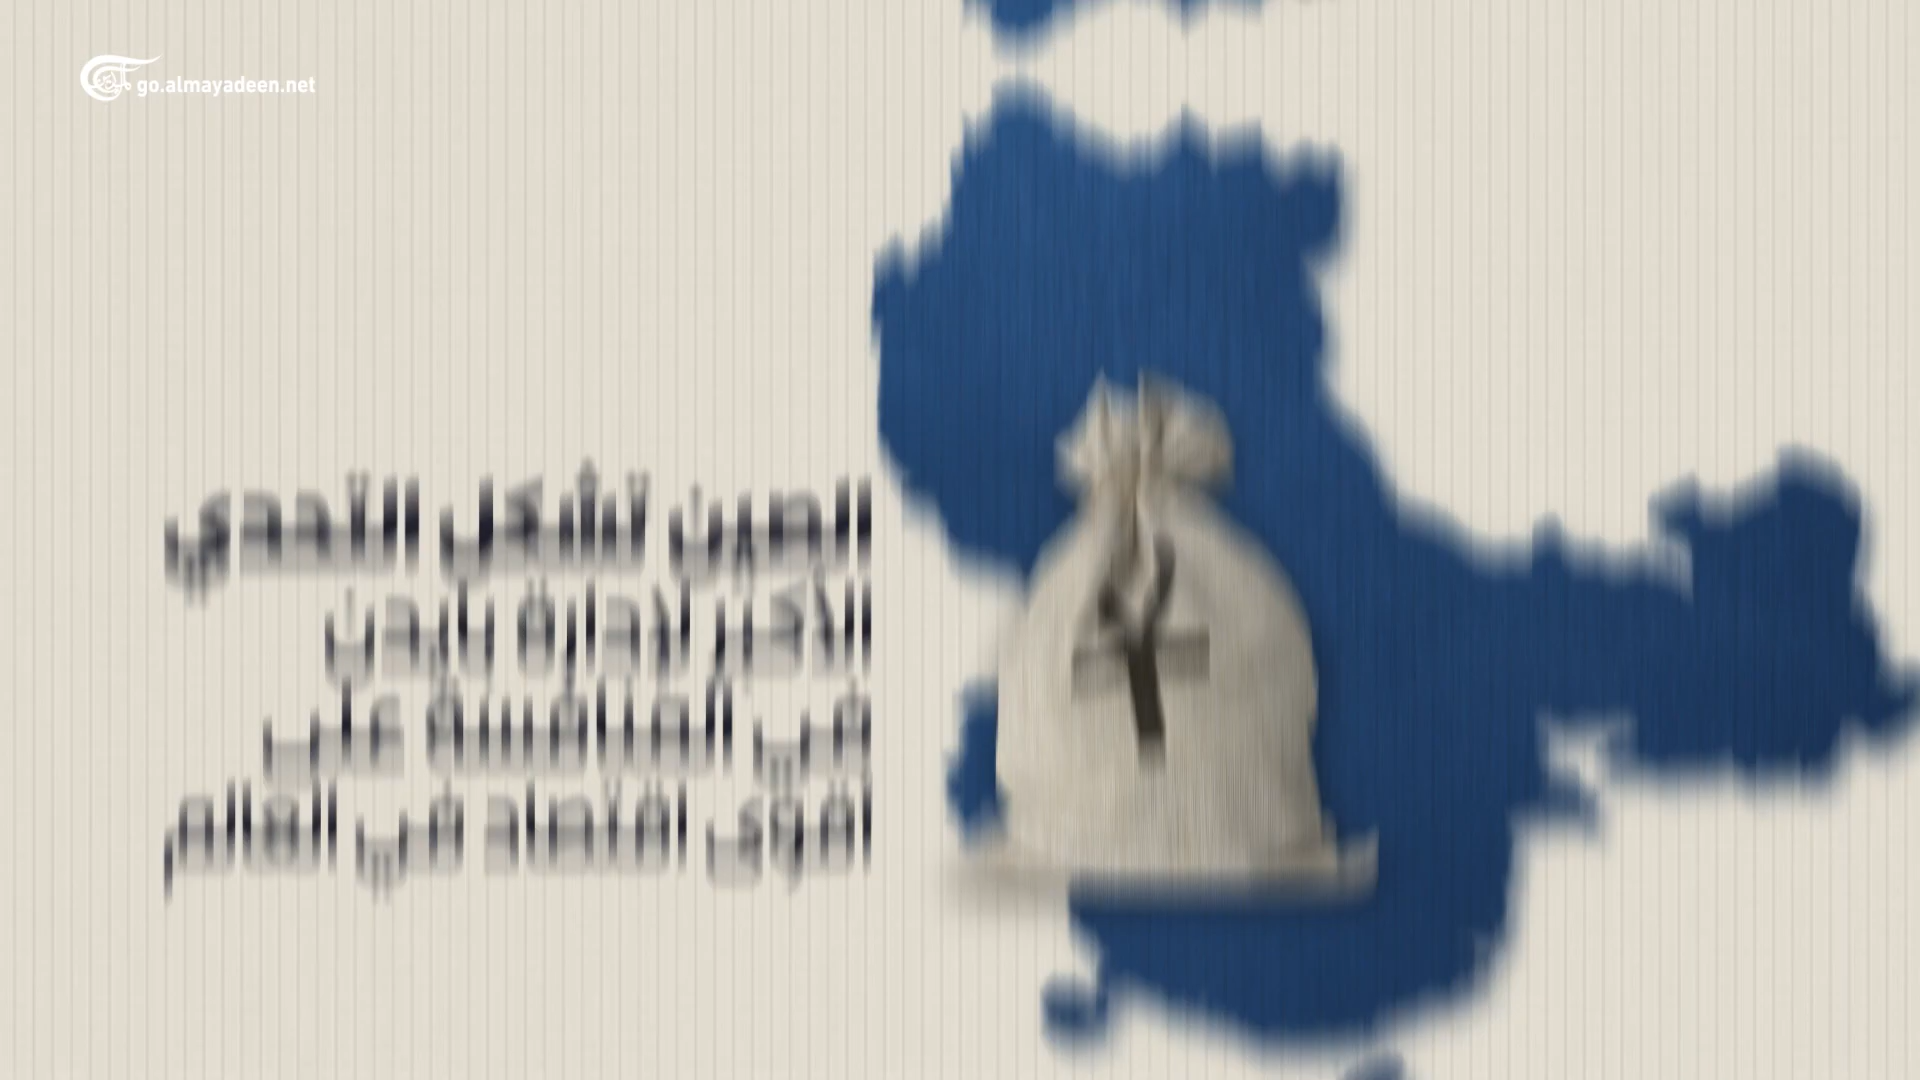 go.almayadeen.net
الصين تشكل التحدي
الأكبر لإدارة بايدن
في المنافسة على
أقوى اقتصاد في العالم